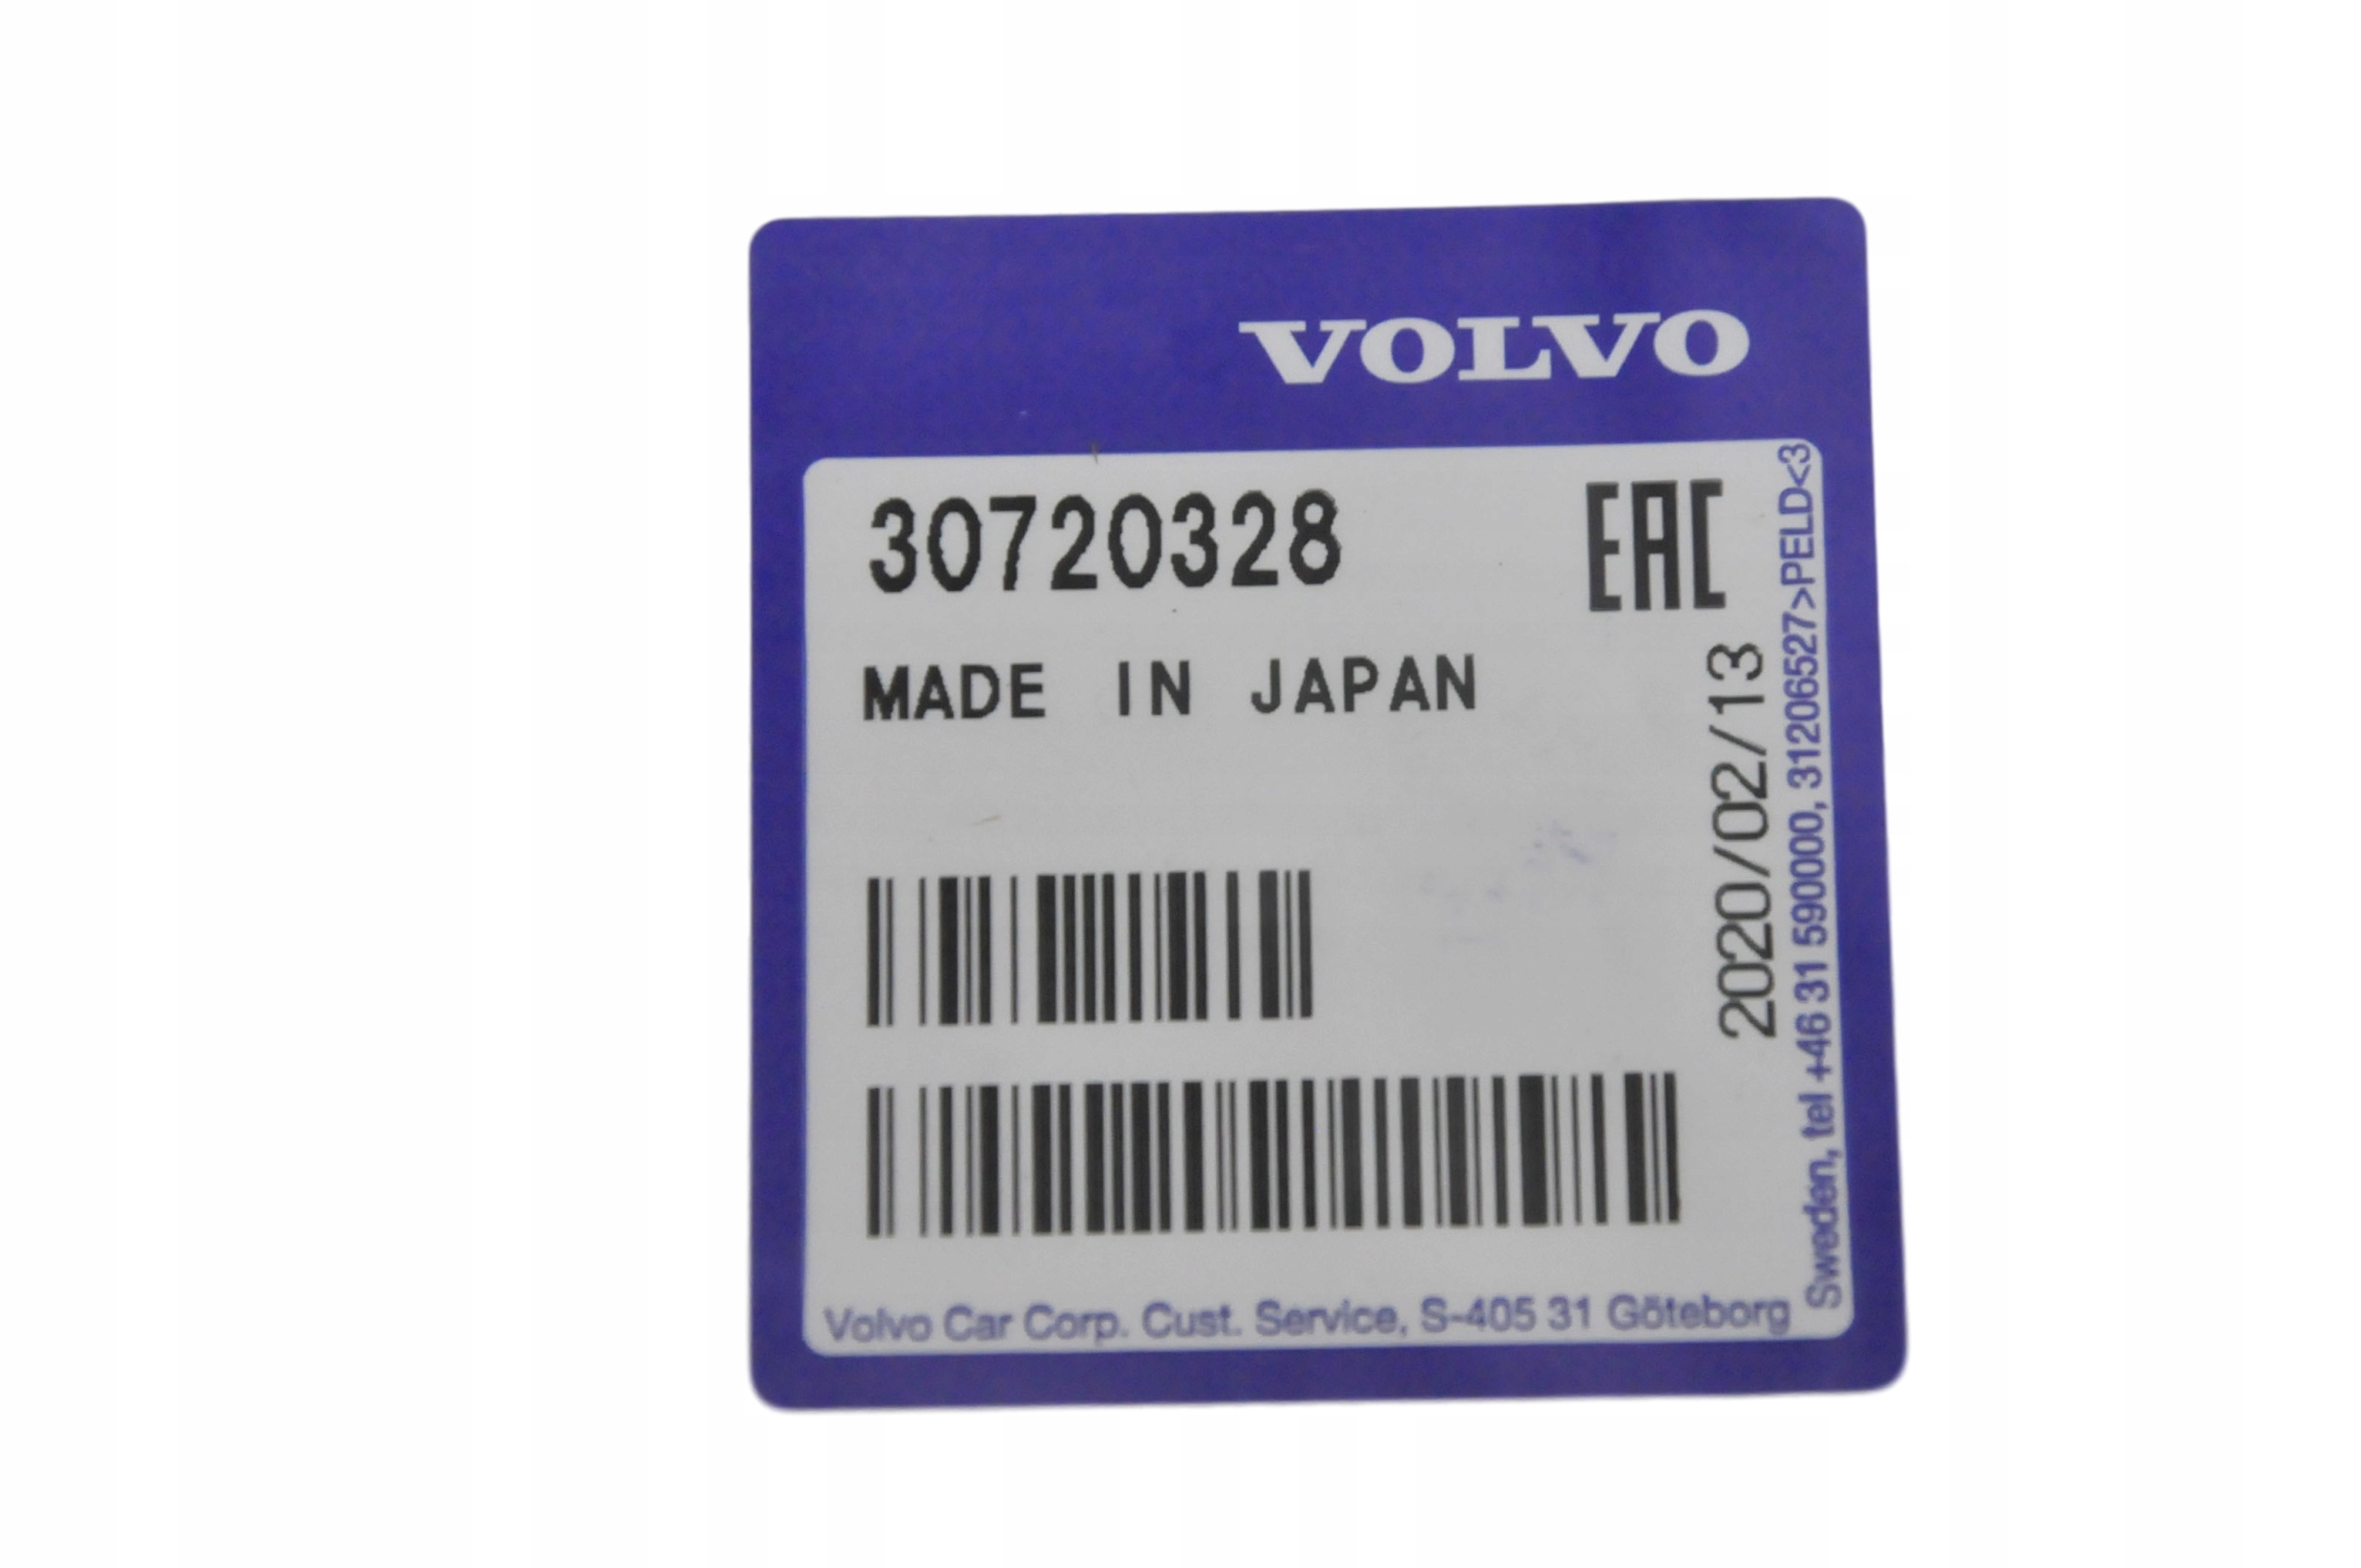 VOLVO
30720328
EAC
MADE IN JAPAN
2020/02/13
Volvo Car Corp. Cust. Service, S-405 31 Göteborg
Sweden, tel +46 31 590000, 31206527>PELD<3